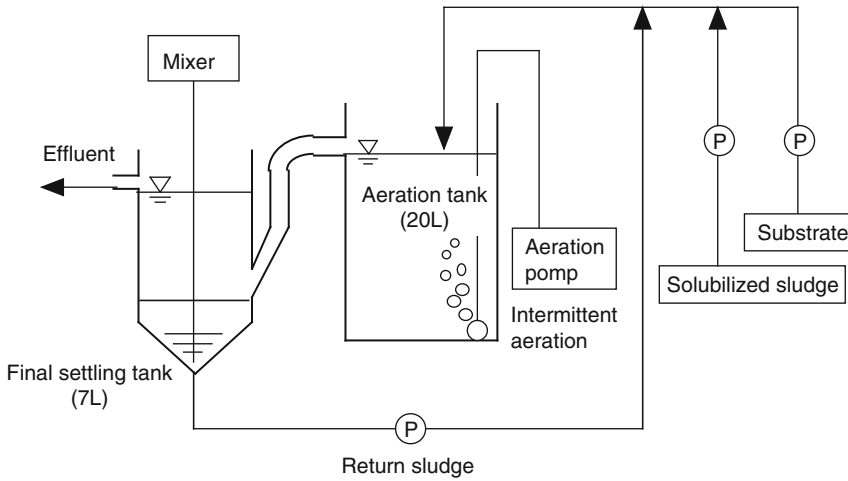 Mixer
Effluent
Aeration tank
(20L)
Aeration
pomp
Intermittent
aeration
P
P
Substrate
Solubilized sludge
Final settling tank
(7L)
P
Return sludge